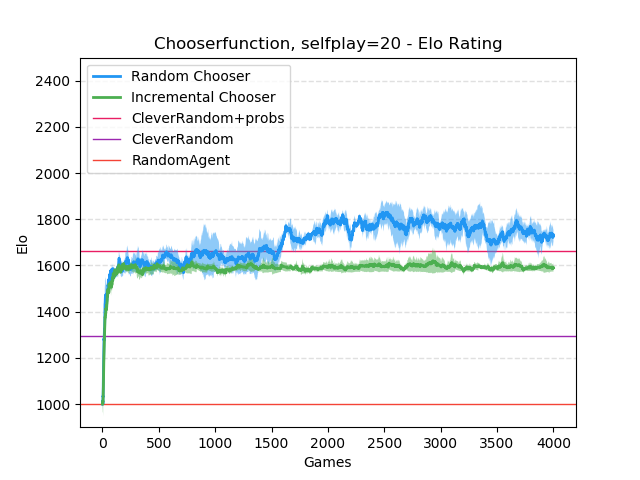 Chooserfunction, selfplay=20 - Elo Rating
Random Chooser
Incremental Chooser
CleverRandom+probs
CleverRandom
RandomAgent
Elo
2400
2200
2000
1800
1600
1400
1200
1000
0 500 1000 1500 2000 2500 3000 3500 4000
Games